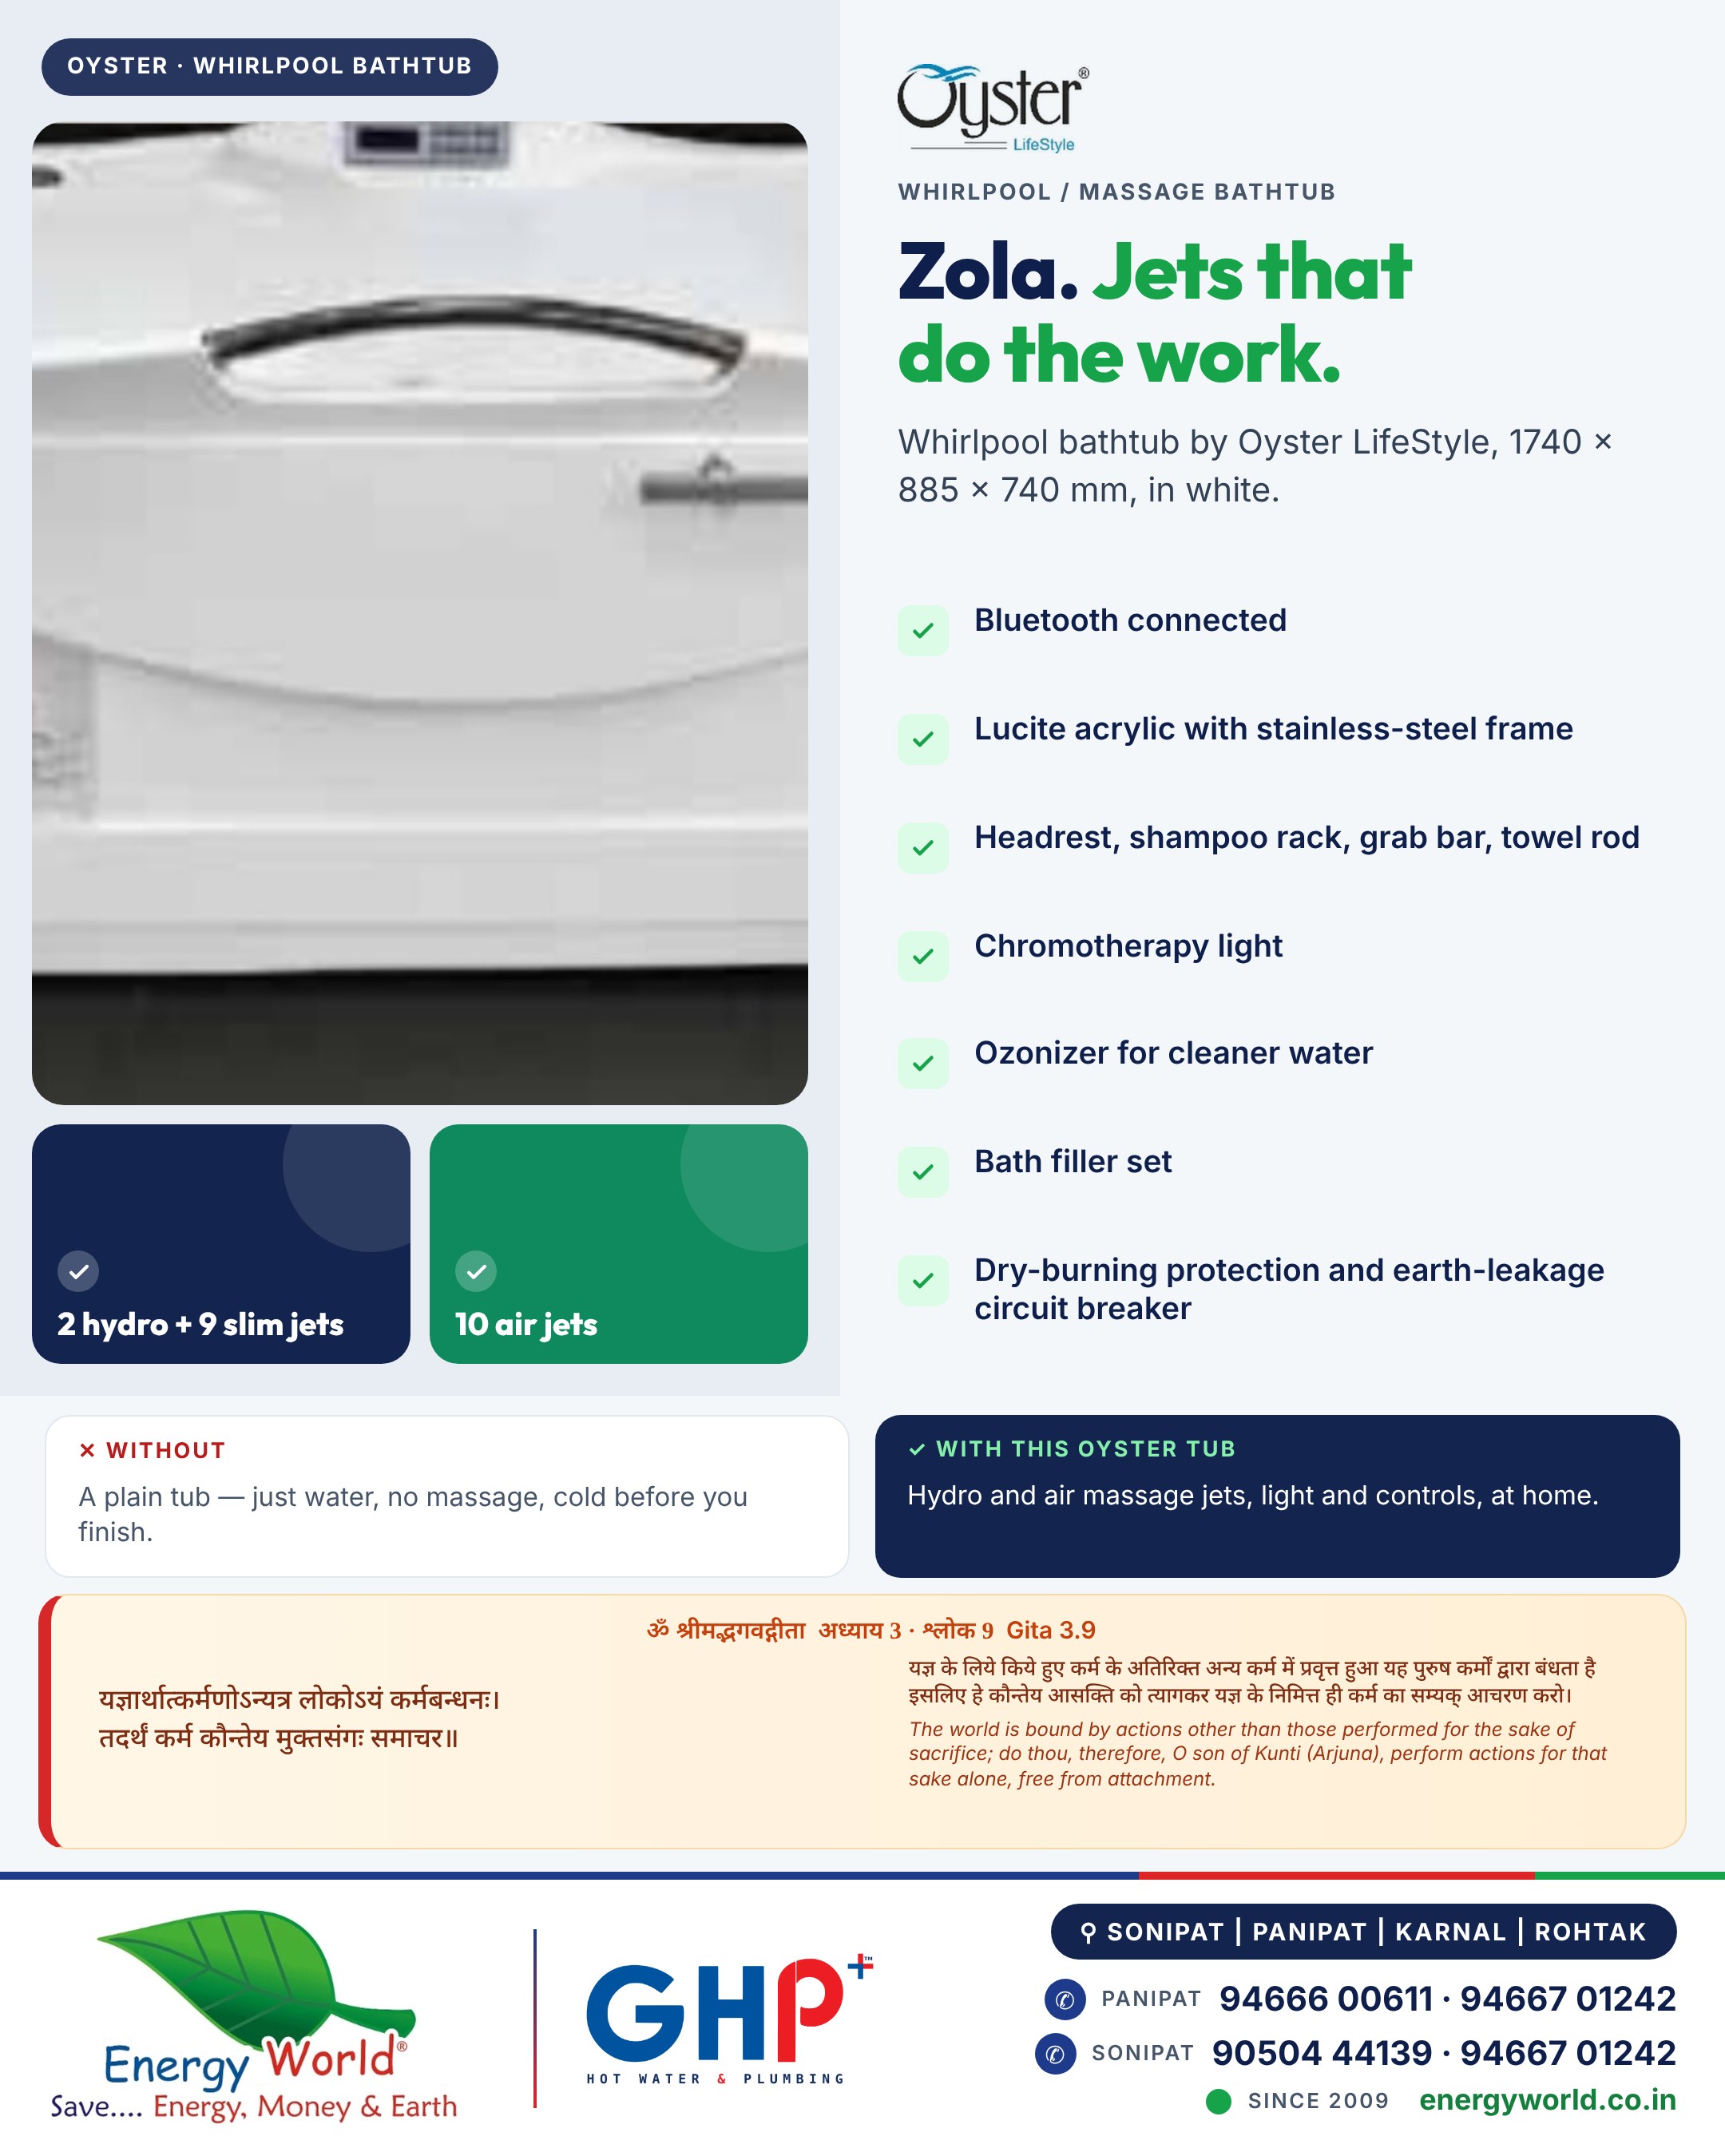 OYSTER · WHIRLPOOL BATHTUB
Oyster®
LifeStyle
WHIRLPOOL / MASSAGE BATHTUB
Zola. Jets that
do the work.
Whirlpool bathtub by Oyster LifeStyle, 1740 ×
885 × 740 mm, in white.
✓ Bluetooth connected
✓ Lucite acrylic with stainless-steel frame
✓ Headrest, shampoo rack, grab bar, towel rod
✓ Chromotherapy light
✓ Ozonizer for cleaner water
✓ Bath filler set
✓ Dry-burning protection and earth-leakage
circuit breaker
✓ 2 hydro + 9 slim jets
✓ 10 air jets
✕ WITHOUT
A plain tub — just water, no massage, cold before you
finish.
✓ WITH THIS OYSTER TUB
Hydro and air massage jets, light and controls, at home.
ॐ श्रीमद्भगवद्गीता अध्याय 3 · श्लोक 9 Gita 3.9
यज्ञार्थात्कर्मणोऽन्यत्र लोकोऽयं कर्मबन्धनः।
तदर्थं कर्म कौन्तेय मुक्तसंगः समाचर॥
यज्ञ के लिये किये हुए कर्म के अतिरिक्त अन्य कर्म में प्रवृत्त हुआ यह पुरुष कर्मों द्वारा बंधता है
इसलिए हे कौन्तेय आसक्ति को त्यागकर यज्ञ के निमित्त ही कर्म का सम्यक् आचरण करो।
The world is bound by actions other than those performed for the sake of
sacrifice; do thou, therefore, O son of Kunti (Arjuna), perform actions for that
sake alone, free from attachment.
Energy World®
Save.... Energy, Money & Earth
GHP+™
HOT WATER & PLUMBING
SONIPAT | PANIPAT | KARNAL | ROHTAK
PANIPAT 94666 00611 · 94667 01242
SONIPAT 90504 44139 · 94667 01242
SINCE 2009 energyworld.co.in